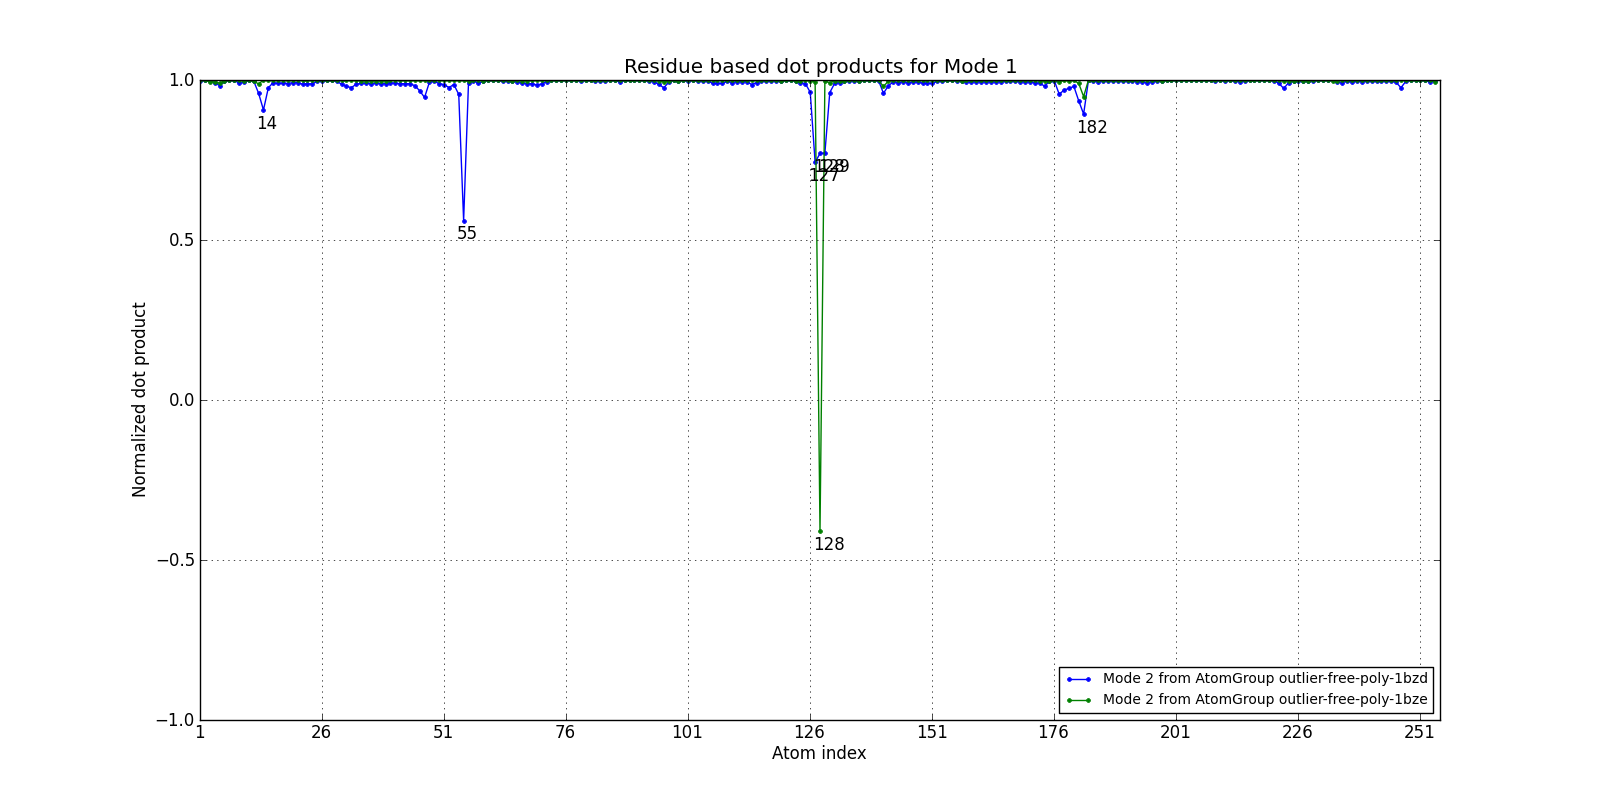 Residue based dot products for Mode 1
1.0
14
182
128
129
127
55
0.5
Normalized dot product
0.0
128
−0.5
Mode 2 from AtomGroup outlier-free-poly-1bzd
Mode 2 from AtomGroup outlier-free-poly-1bze
−1.0
1 26 51 76 101 126 151 176 201 226 251
Atom index